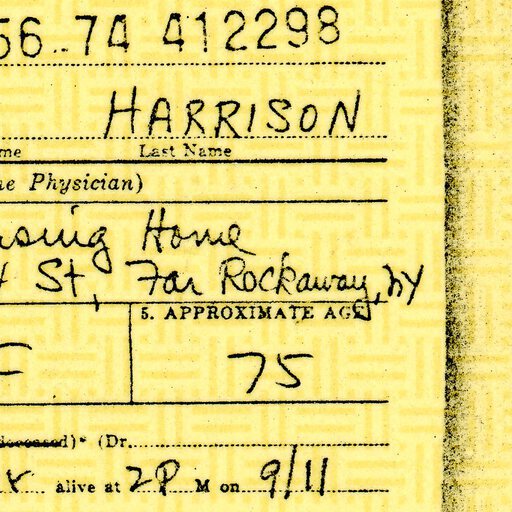 56..74 412298
HARRISON
me Last Name
he Physician)
rsing Home
St, Far Rockaway, NY
5. APPROXIMATE AGE
F 75
deceased)* (Dr.
alive at 2P M on 9/11